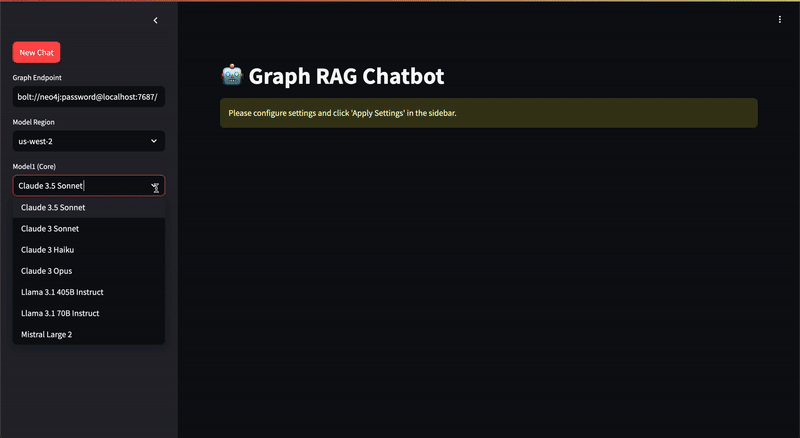 New Chat
Graph Endpoint
bolt://neo4j:password@localhost:7687/
Model Region
us-west-2
Model1 (Core)
Claude 3.5 Sonnet
Claude 3.5 Sonnet
Claude 3 Sonnet
Claude 3 Haiku
Claude 3 Opus
Llama 3.1 405B Instruct
Llama 3.1 70B Instruct
Mistral Large 2
Graph RAG Chatbot
Please configure settings and click 'Apply Settings' in the sidebar.